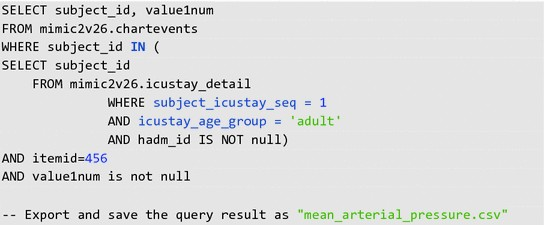 SELECT subject_id, value1num
FROM mimic2v26.chartevents
WHERE subject_id IN (
SELECT subject_id
FROM mimic2v26.icustay_detail
WHERE subject_icustay_seq = 1
AND icustay_age_group = 'adult'
AND hadm_id IS NOT null)
AND itemid=456
AND value1num is not null
-- Export and save the query result as "mean_arterial_pressure.csv"